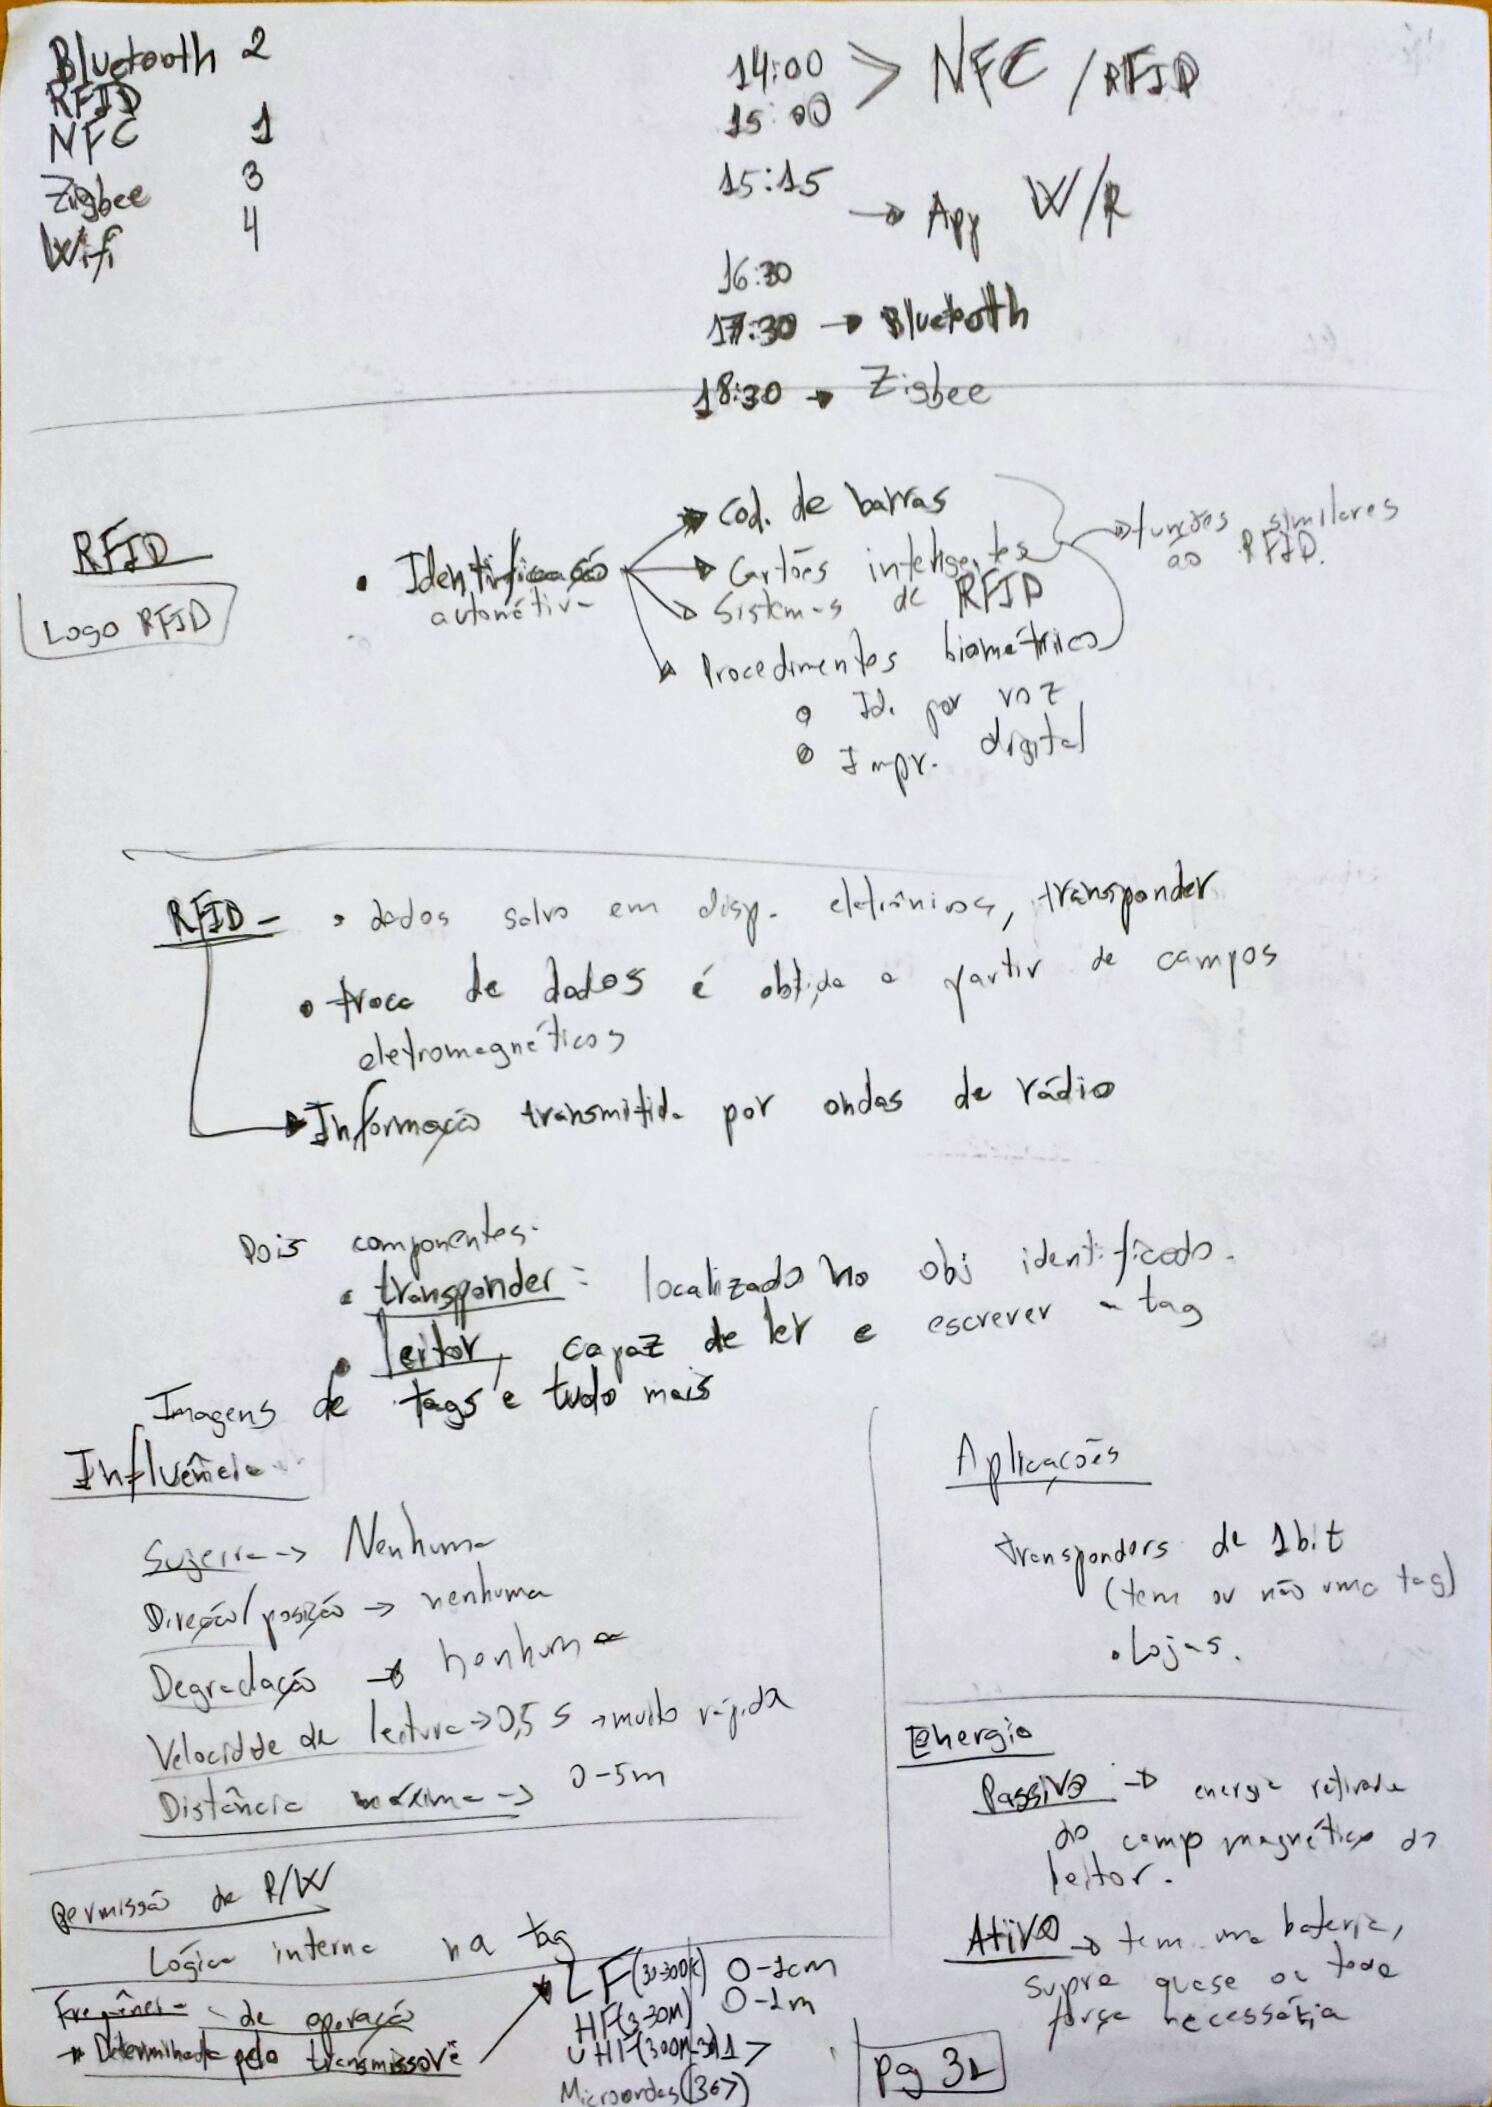 Bluetooth 2
RFID
NFC 1
Zigbee 3
Wifi 4
14:00 > NFC / RFID
15:00
15:15
→ App W/R
16:30
17:30 → Bluetooth
18:30 → Zigbee
RFID
Logo RFID
• Identificação
automática
→ Cod. de barras
→ Cartões inteligentes
→ Sistemas de RFID
→ Procedimentos biométricos
• Id. por voz
• Impr. digital
→ funções similares
ao RFID.
RFID - • dados salvo em disp. eletrônicos, transponder
• troca de dados é obtida a partir de campos
eletromagnéticos
→ Informação transmitida por ondas de rádio
Dois componentes.
• transponder: localizado no obj identificado.
• leitor, capaz de ler e escrever a tag
Imagens de tags e tudo mais
Influência
Sujeira → Nenhuma
Direção/posição → nenhuma
Degradação → nenhuma
Velocidade de leitura → 0,5 s → muito rápida
Distância máxima → 0-5m
Permissão de R/W
Lógica interna na tag
Frequência de operação
→ Determinada pelo
LF (30-300K) 0-1cm
HF (3-30M) 0-1m
UHF (300M-3G) 1>
Microondas (3G>)
Aplicações
transponders de 1bit
(tem ou não uma tag)
• Lojas.
Energia
Passivo → energia retirada
do camp magnético do
leitor.
Ativo → tem uma bateria,
supre quase ou toda
força necessária